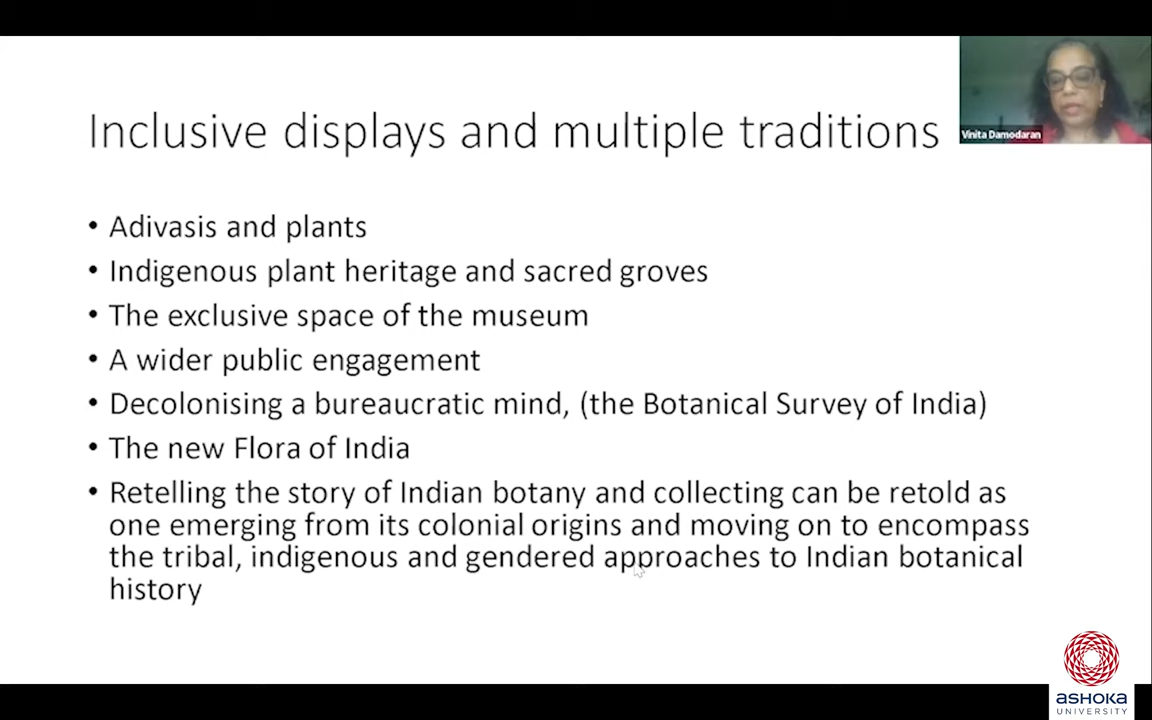 Inclusive displays and multiple traditions
Vinita Damodaran
• Adivasis and plants
• Indigenous plant heritage and sacred groves
• The exclusive space of the museum
• A wider public engagement
• Decolonising a bureaucratic mind, (the Botanical Survey of India)
• The new Flora of India
• Retelling the story of Indian botany and collecting can be retold as
one emerging from its colonial origins and moving on to encompass
the tribal, indigenous and gendered approaches to Indian botanical
history
ASHOKA
UNIVERSITY